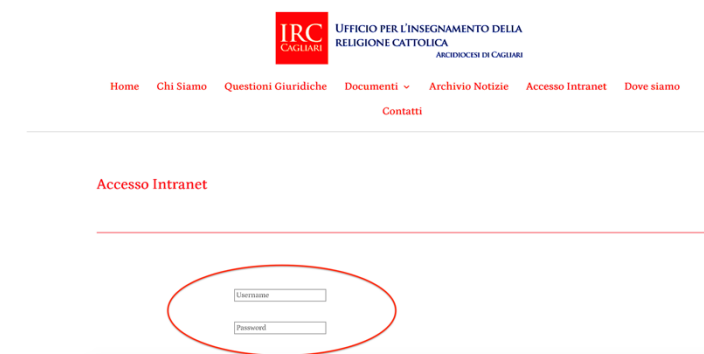 IRC
CAGLIARI
UFFICIO PER L'INSEGNAMENTO DELLA
RELIGIONE CATTOLICA
ARCIDIOCESI DI CAGLIARI
Home Chi Siamo Questioni Giuridiche Documenti Archivio Notizie Accesso Intranet Dove siamo
Contatti
Accesso Intranet
Username
Password